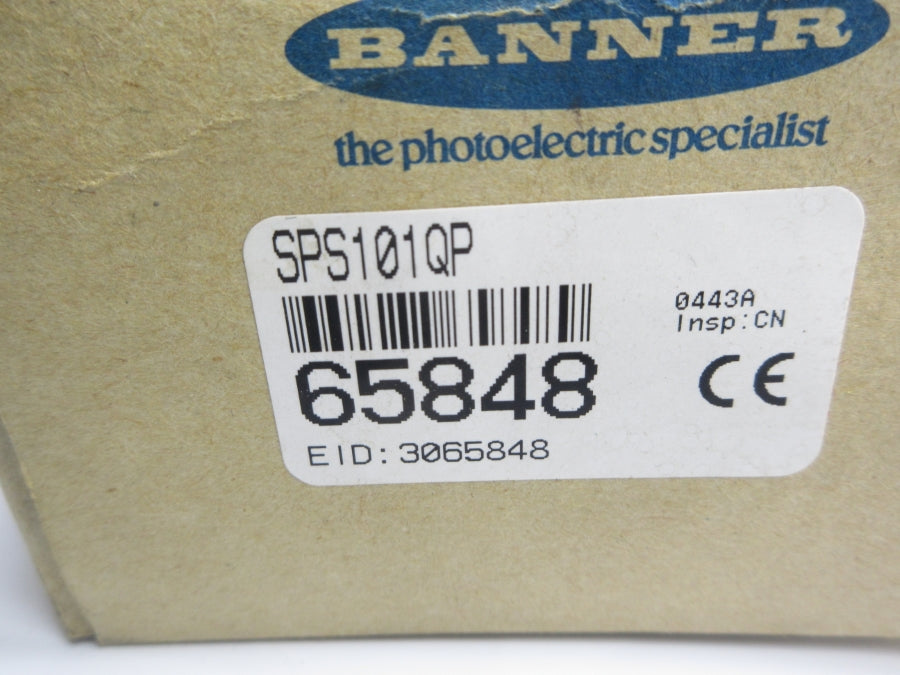 BANNER
the photoelectric specialist
SPS101QP
0443A
Insp:CN
65848
CE
EID:3065848